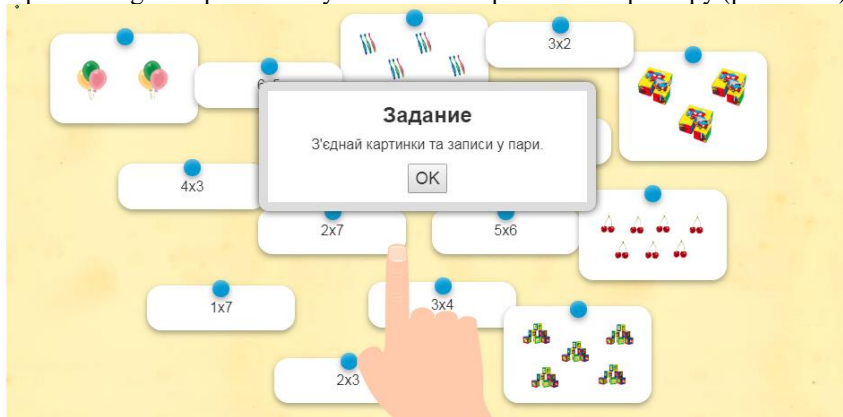 3x2
Задание
З'єднай картинки та записи у пари.
OK
4x3
2x7
5x6
1x7
3x4
2x3